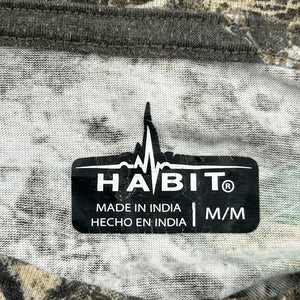 HABIT®
MADE IN INDIA
HECHO EN INDIA | M/M